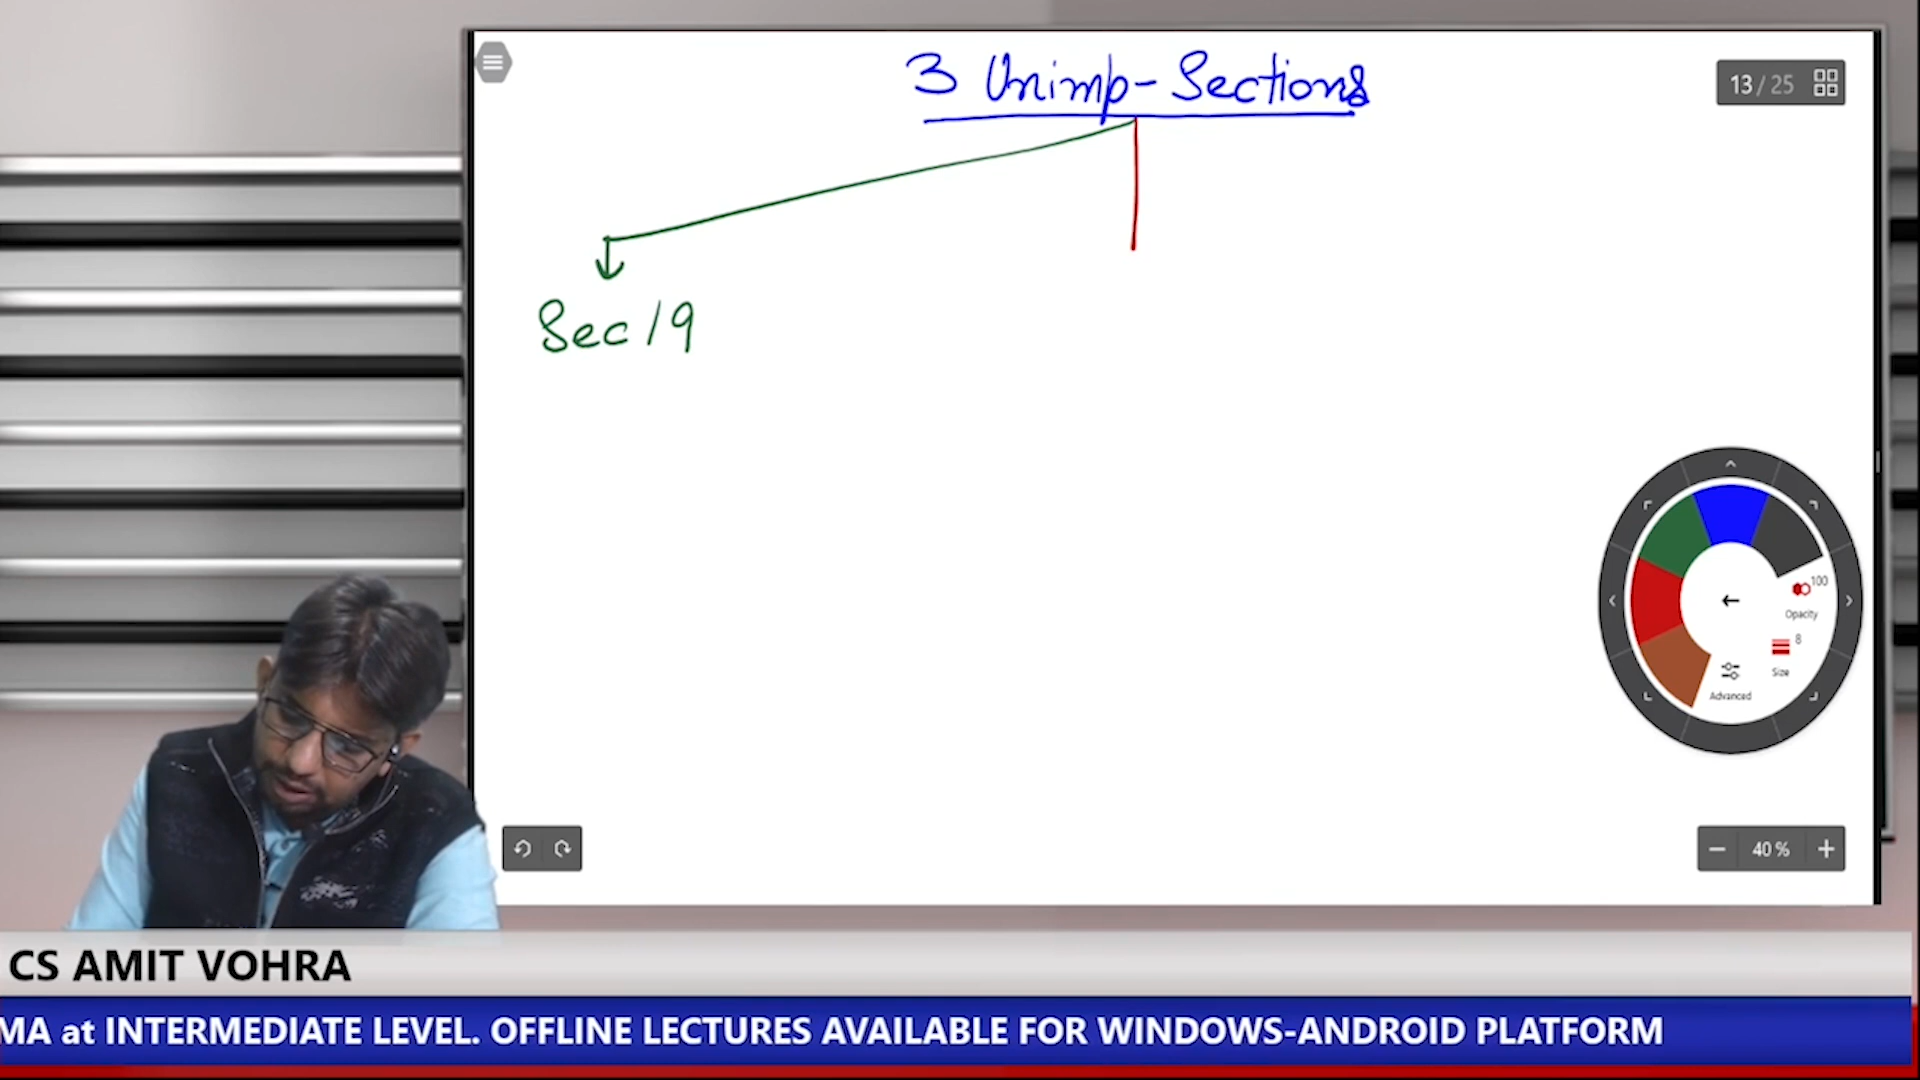 3 Unimp-Sections
13 / 25
Sec 19
100
Opacity
8
Size
Advanced
40 %
CS AMIT VOHRA
MA at INTERMEDIATE LEVEL. OFFLINE LECTURES AVAILABLE FOR WINDOWS-ANDROID PLATFORM